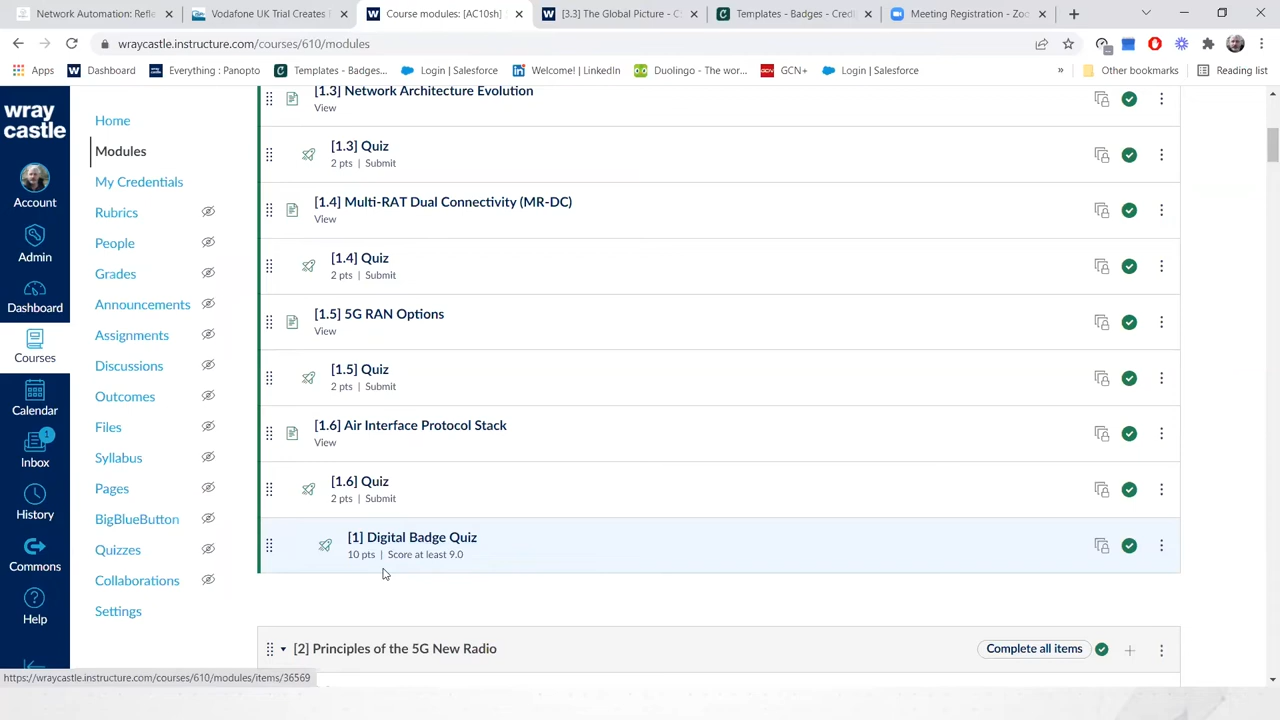 Network Automation: Refle
Vodafone UK Trial Creates F
Course modules: [AC10sh]
[3.3] The Global Picture - C
Templates - Badges - Credi
Meeting Registration - Zoo
wraycastle.instructure.com/courses/610/modules
Apps
Dashboard
Everything : Panopto
Templates - Badges...
Login | Salesforce
Welcome! | LinkedIn
Duolingo - The wor...
GCN+
Login | Salesforce
»
Other bookmarks
Reading list
wray
castle
Account
Admin
Dashboard
Courses
Calendar
1
Inbox
History
Commons
Help
Home
Modules
My Credentials
Rubrics
People
Grades
Announcements
Assignments
Discussions
Outcomes
Files
Syllabus
Pages
BigBlueButton
Quizzes
Collaborations
Settings
[1.3] Network Architecture Evolution
View
[1.3] Quiz
2 pts | Submit
[1.4] Multi-RAT Dual Connectivity (MR-DC)
View
[1.4] Quiz
2 pts | Submit
[1.5] 5G RAN Options
View
[1.5] Quiz
2 pts | Submit
[1.6] Air Interface Protocol Stack
View
[1.6] Quiz
2 pts | Submit
[1] Digital Badge Quiz
10 pts | Score at least 9.0
[2] Principles of the 5G New Radio
Complete all items
https://wraycastle.instructure.com/courses/610/modules/items/36569